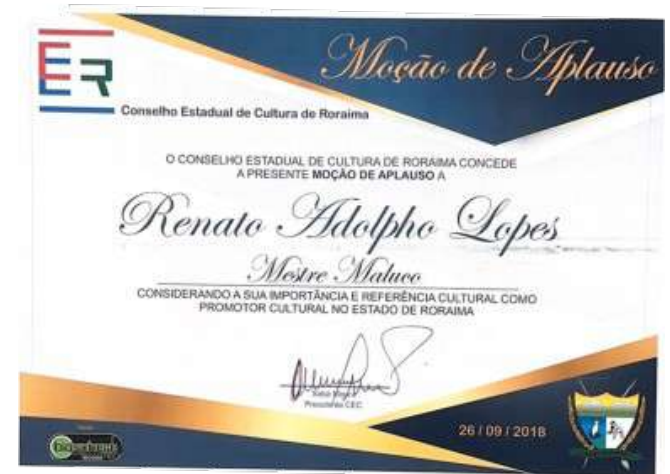 Moção de Aplauso
ER
Conselho Estadual de Cultura de Roraima
O CONSELHO ESTADUAL DE CULTURA DE RORAIMA CONCEDE
A PRESENTE MOÇÃO DE APLAUSO A
Renato Adolpho Lopes
Mestre Maluco
CONSIDERANDO A SUA IMPORTÂNCIA E REFERÊNCIA CULTURAL COMO
PROMOTOR CULTURAL NO ESTADO DE RORAIMA
Presidente CEC
26 / 09 / 2018